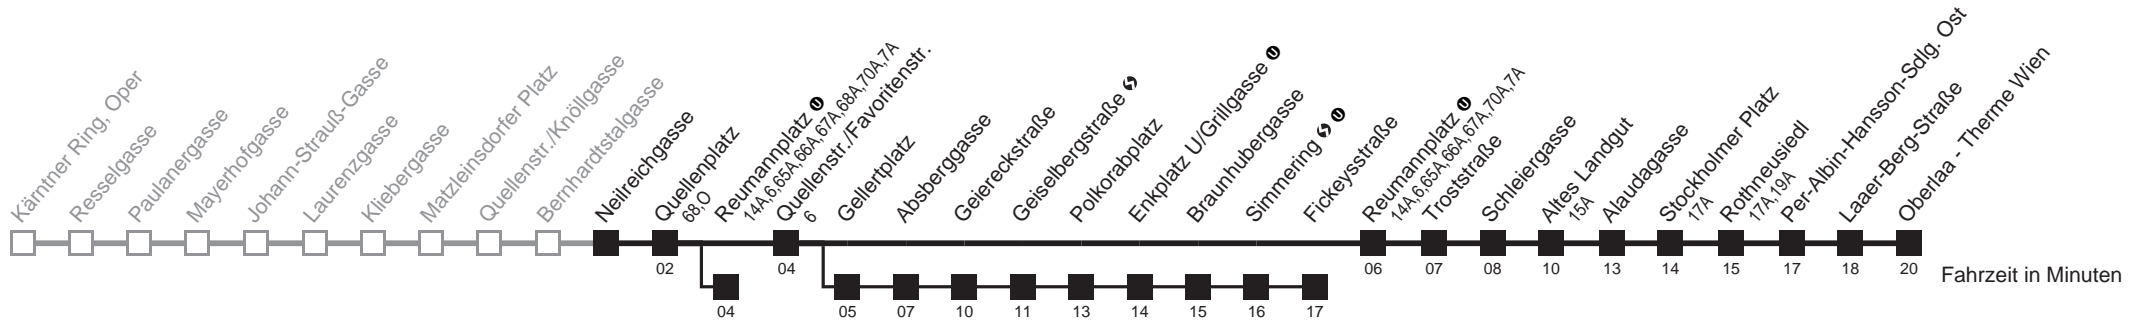 Kärntner Ring, Oper
Resselgasse
Paulanergasse
Mayerhofgasse
Johann-Strauß-Gasse
Laurenzgasse
Kliebergasse
Matzleinsdorfer Platz
Quellenstr./Knöllgasse
Bernhardtstalgasse
Neilreichgasse
Quellenplatz
68,O
Reumannplatz U
14A,6,65A,66A,67A,68A,70A,7A
Quellenstr./Favoritenstr.
6
Gellertplatz
Absberggasse
Geiereckstraße
Geiselbergstraße
Polkorabplatz
Enkplatz U/Grillgasse U
Braunhubergasse
Simmering U
Fickeysstraße
Reumannplatz U
14A,6,65A,66A,67A,70A,7A
Troststraße
Schleiergasse
Altes Landgut
15A
Alaudagasse
Stockholmer Platz
17A
Rothneusiedl
17A,19A
Per-Albin-Hansson-Sdlg. Ost
Laaer-Berg-Straße
Oberlaa - Therme Wien
02 04 06 07 08 10 13 14 15 17 18 20
Fahrzeit in Minuten
04 05 07 10 11 13 14 15 16 17